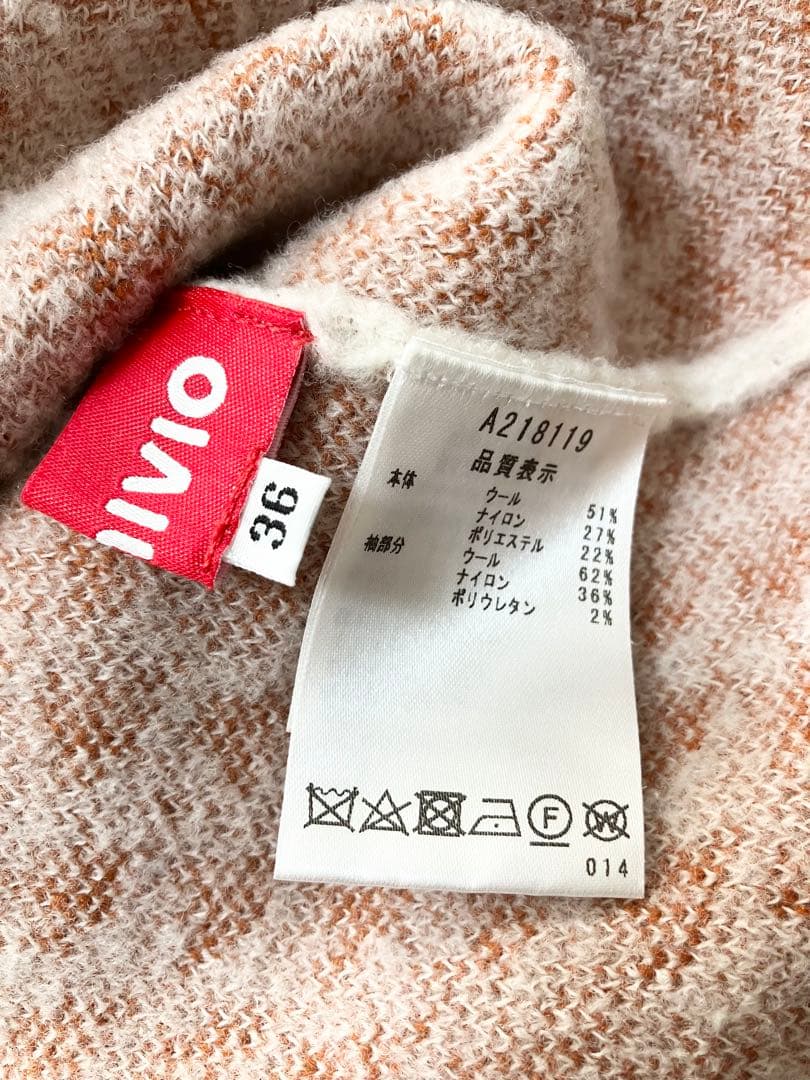 nivio
36
A218119
品質表示
本体 ウール 51%
ナイロン 27%
ポリエステル 22%
袖部分 ウール 62%
ナイロン 36%
ポリウレタン 2%
F W
014